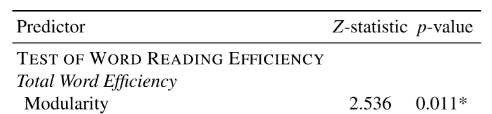 Predictor Z-statistic p-value
TEST OF WORD READING EFFICIENCY
Total Word Efficiency
Modularity 2.536 0.011*